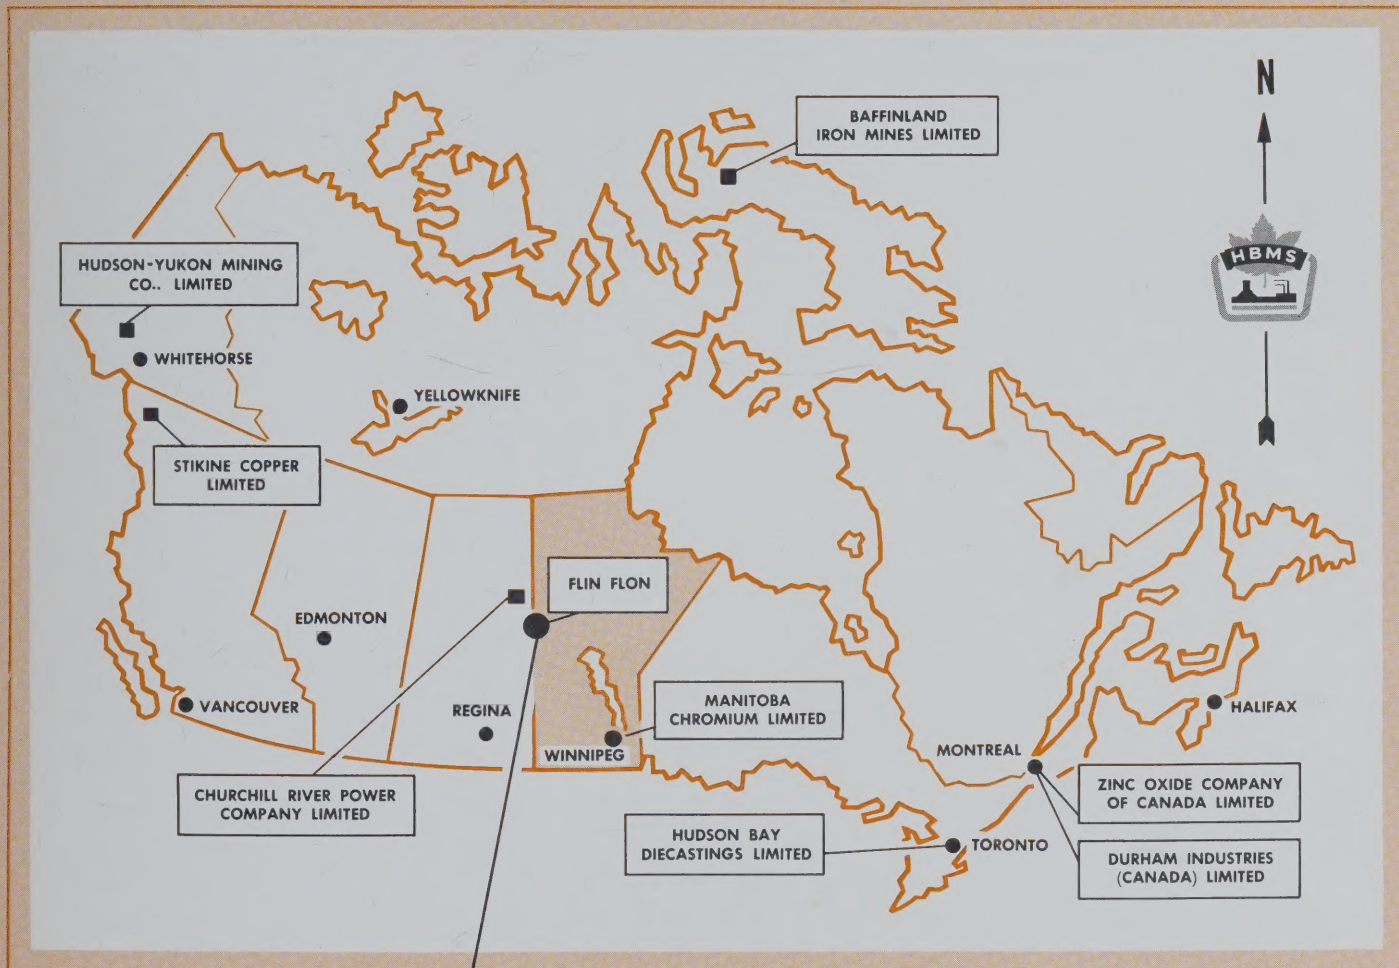 BAFFINLAND
IRON MINES LIMITED
N
HBMS
HUDSON-YUKON MINING
CO.. LIMITED
WHITEHORSE
YELLOWKNIFE
STIKINE COPPER
LIMITED
FLIN FLON
EDMONTON
VANCOUVER
REGINA
MANITOBA
CHROMIUM LIMITED
WINNIPEG
HALIFAX
MONTREAL
CHURCHILL RIVER POWER
COMPANY LIMITED
ZINC OXIDE COMPANY
OF CANADA LIMITED
HUDSON BAY
DIECASTINGS LIMITED
TORONTO
DURHAM INDUSTRIES
(CANADA) LIMITED